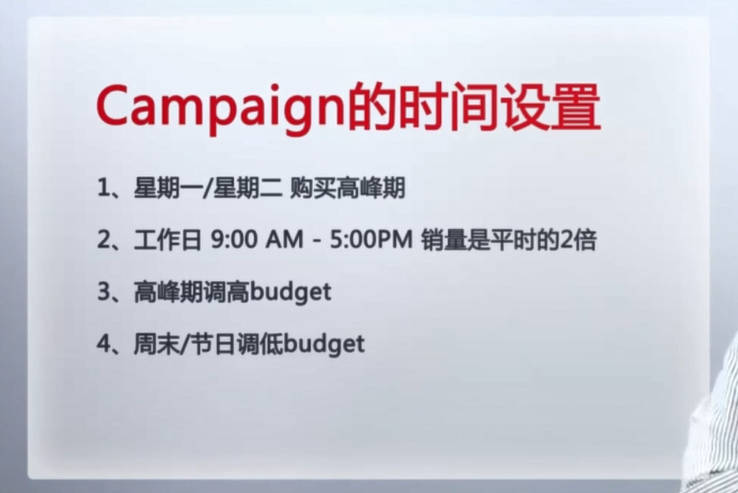 Campaign的时间设置
1、星期一/星期二 购买高峰期
2、工作日 9:00 AM - 5:00PM 销量是平时的2倍
3、高峰期调高budget
4、周末/节日调低budget